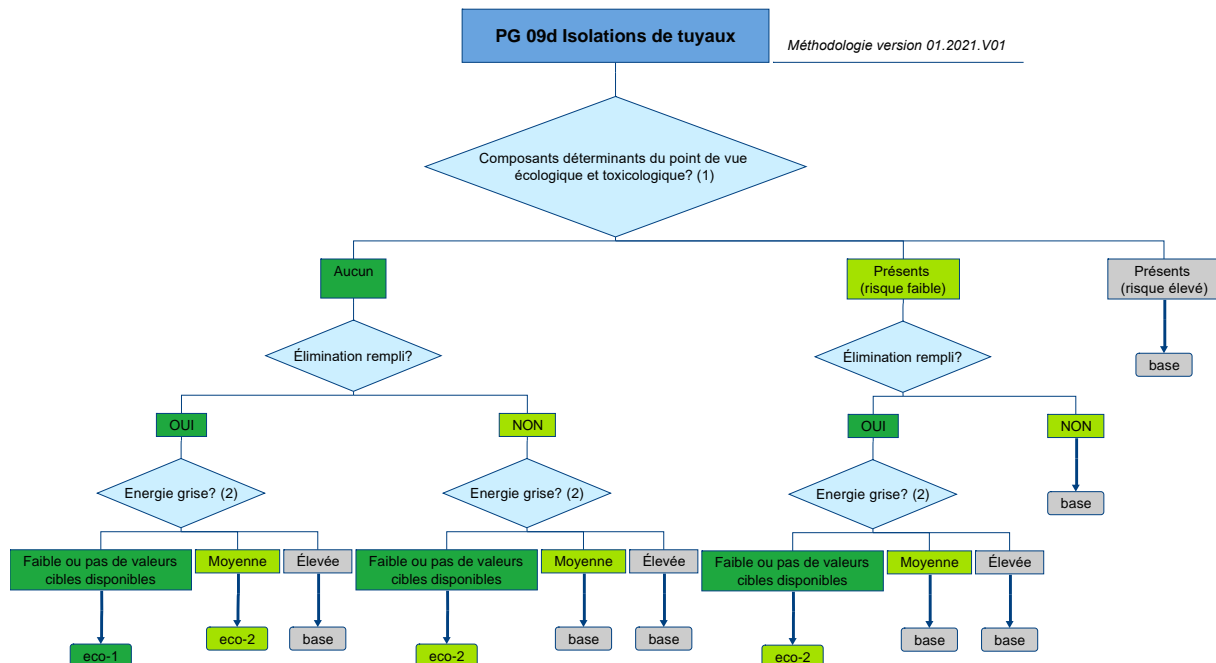 PG 09d Isolations de tuyaux
Méthodologie version 01.2021.V01
Composants déterminants du point de vue
écologique et toxicologique? (1)
Aucun
Présents
(risque faible)
Présents
(risque élevé)
Élimination rempli?
Élimination rempli?
base
OUI
NON
OUI
NON
Energie grise? (2)
Energie grise? (2)
Energie grise? (2)
base
Faible ou pas de valeurs
cibles disponibles
Moyenne
Élevée
Faible ou pas de valeurs
cibles disponibles
Moyenne
Élevée
Faible ou pas de valeurs
cibles disponibles
Moyenne
Élevée
eco-1
eco-2
base
eco-2
base
base
eco-2
base
base